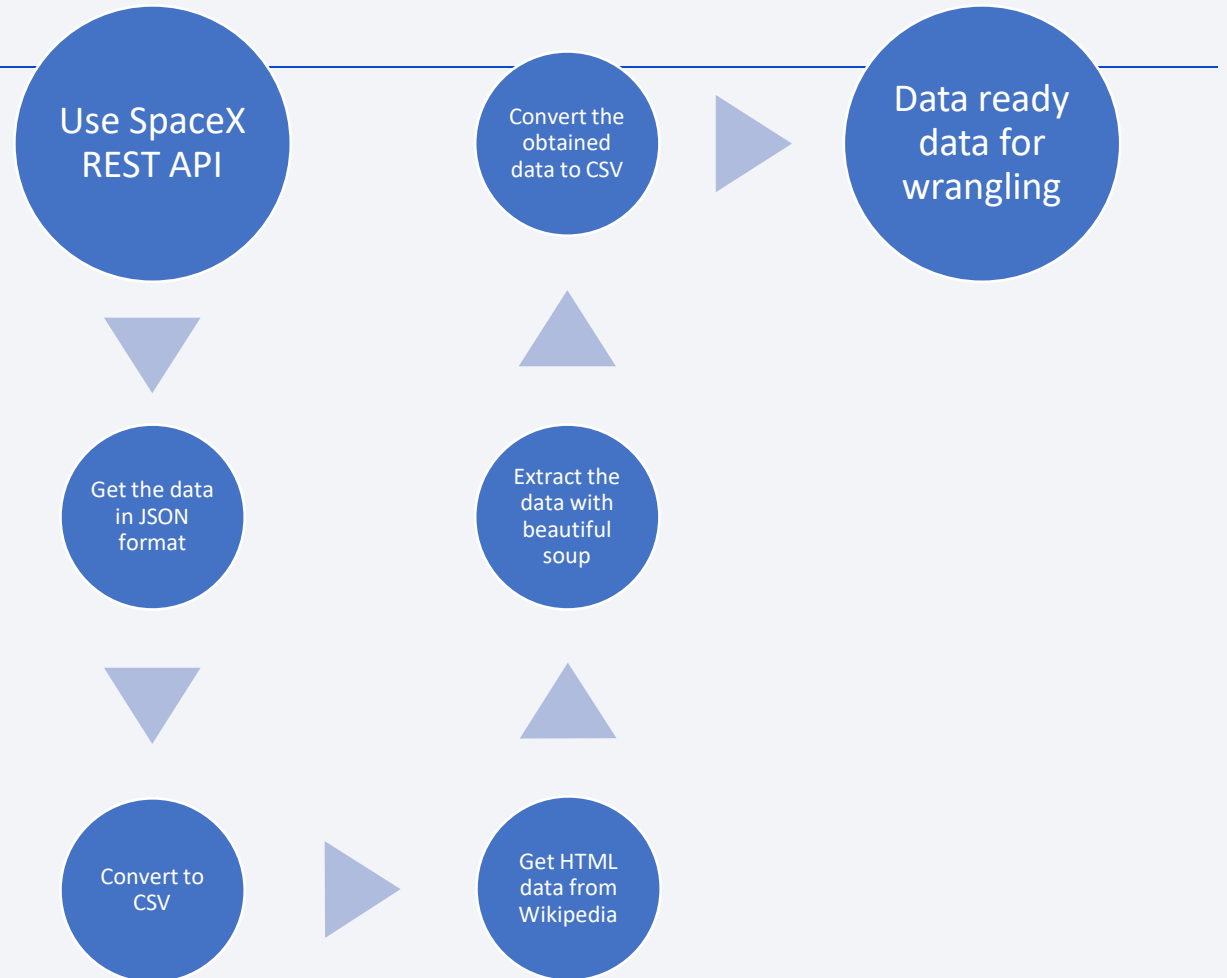 Use SpaceX
REST API
Get the data
in JSON
format
Convert to
CSV
Get HTML
data from
Wikipedia
Extract the
data with
beautiful
soup
Convert the
obtained
data to CSV
Data ready
data for
wrangling